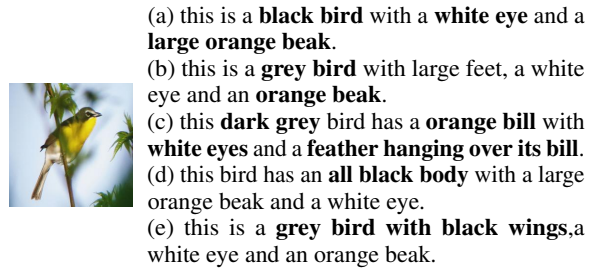 (a) this is a black bird with a white eye and a
large orange beak.
(b) this is a grey bird with large feet, a white
eye and an orange beak.
(c) this dark grey bird has a orange bill with
white eyes and a feather hanging over its bill.
(d) this bird has an all black body with a large
orange beak and a white eye.
(e) this is a grey bird with black wings,a
white eye and an orange beak.